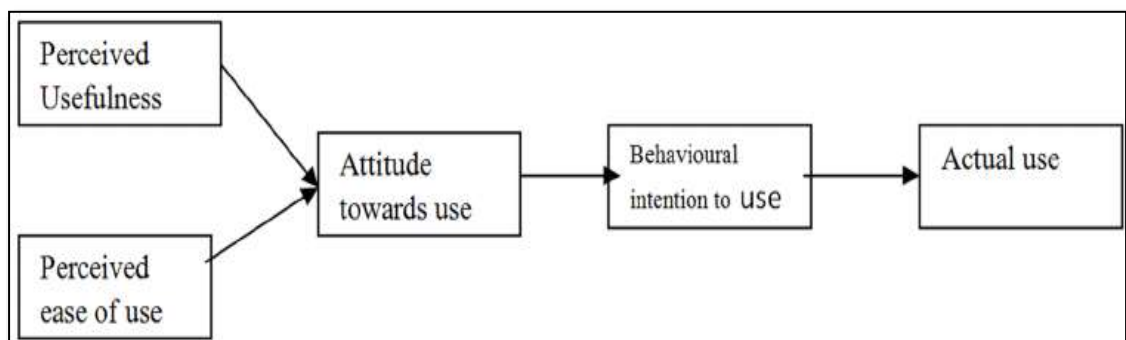 Perceived
Usefulness
Perceived
ease of use
Attitude
towards use
Behavioural
intention to use
Actual use